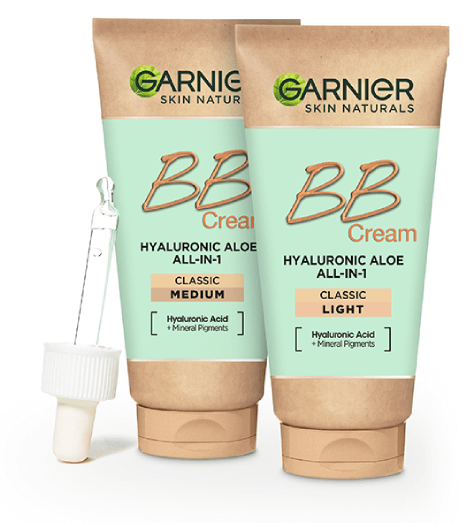 GARNIER
SKIN NATURALS
BB
Cream
HYALURONIC ALOE
ALL-IN-1
CLASSIC
MEDIUM
Hyaluronic Acid
+ Mineral Pigments
GARNIER
SKIN NATURALS
BB
Cream
HYALURONIC ALOE
ALL-IN-1
CLASSIC
LIGHT
Hyaluronic Acid
+ Mineral Pigments